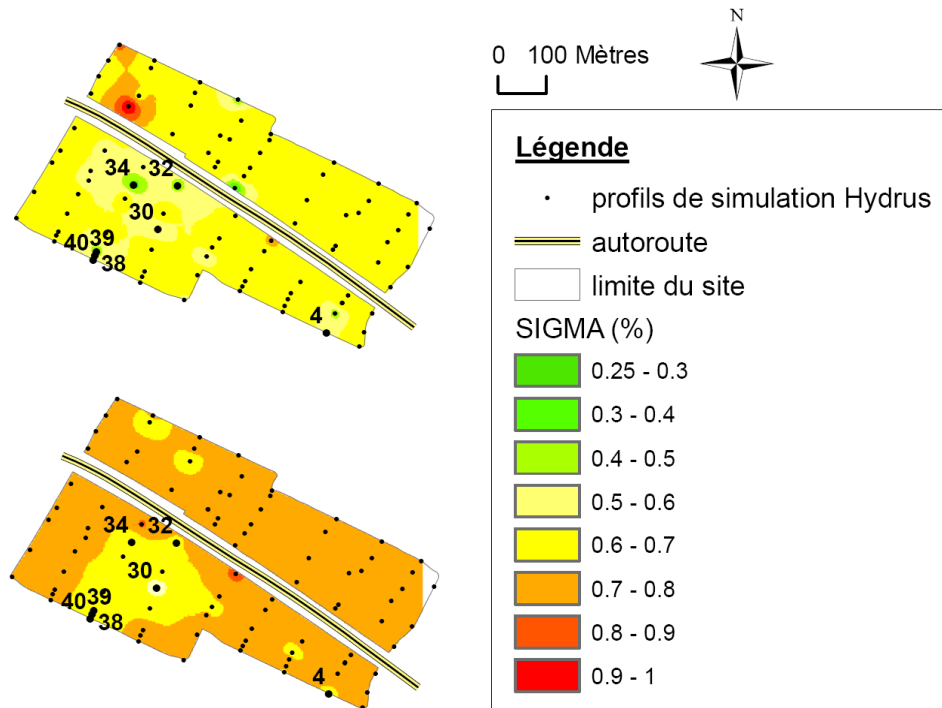 N
0 100 Mètres
34 32
30
40 39
38
4
Légende
profils de simulation Hydrus
autoroute
limite du site
SIGMA (%)
0.25 - 0.3
0.3 - 0.4
0.4 - 0.5
0.5 - 0.6
0.6 - 0.7
0.7 - 0.8
0.8 - 0.9
0.9 - 1
34 32
30
40 39
38
4